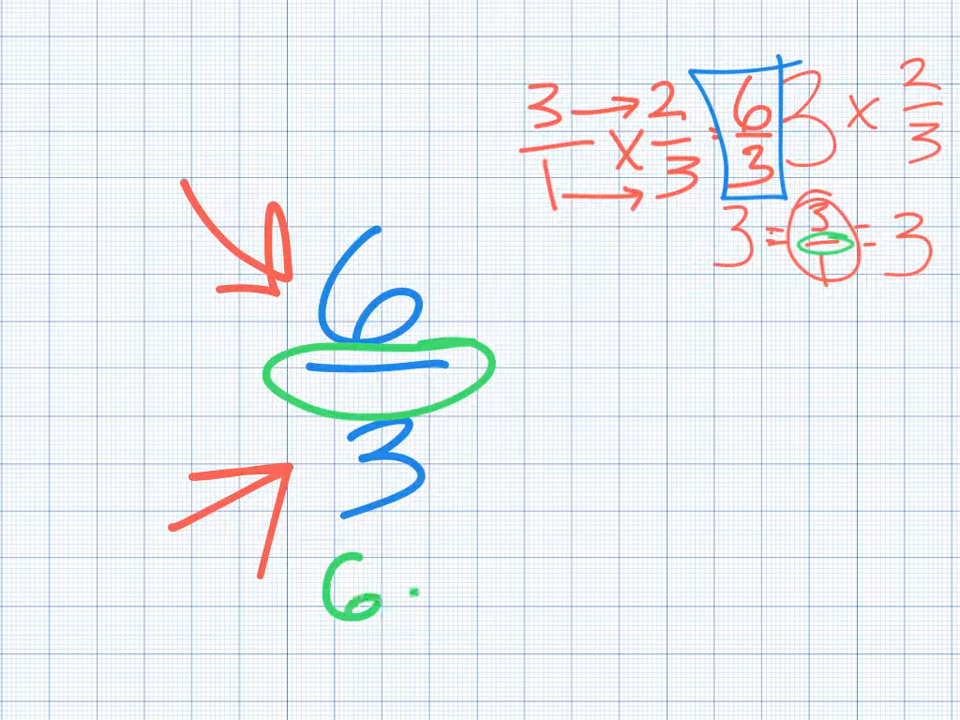 3/1 × 2/3 = 6/3
3 × 2/3
3 = 3/1 = 3
6/3
6 ·